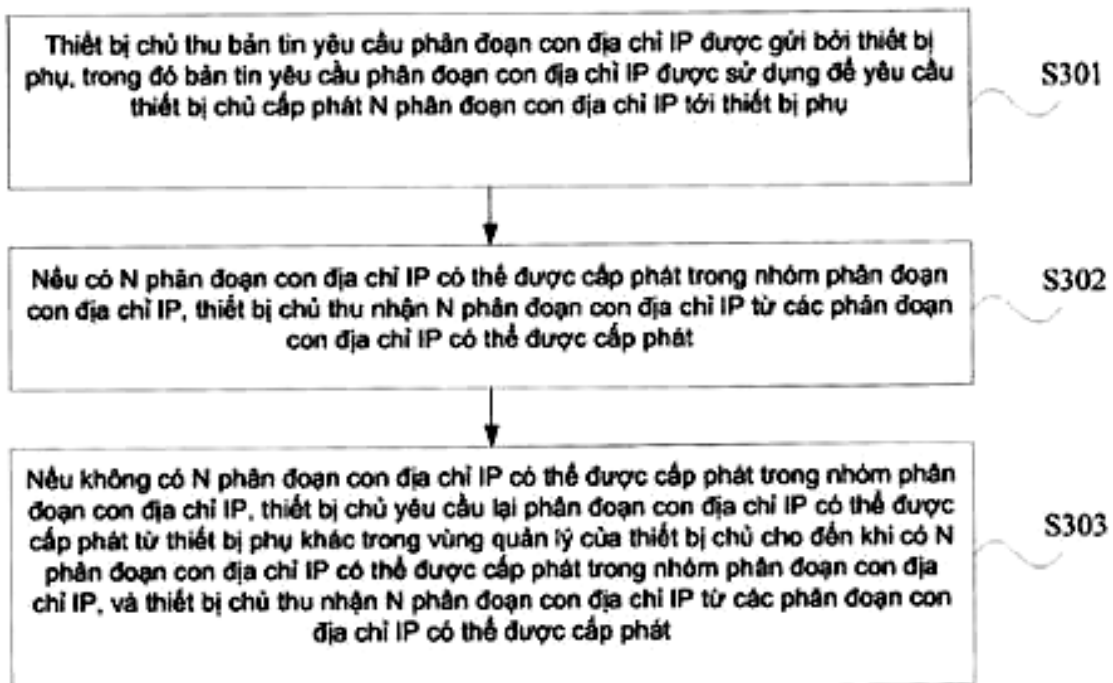 Thiết bị chủ thu bản tin yêu cầu phân đoạn con địa chỉ IP được gửi bởi thiết bị
phụ, trong đó bản tin yêu cầu phân đoạn con địa chỉ IP được sử dụng để yêu cầu
thiết bị chủ cấp phát N phân đoạn con địa chỉ IP tới thiết bị phụ
S301
Nếu có N phân đoạn con địa chỉ IP có thể được cấp phát trong nhóm phân đoạn
con địa chỉ IP, thiết bị chủ thu nhận N phân đoạn con địa chỉ IP từ các phân đoạn
con địa chỉ IP có thể được cấp phát
S302
Nếu không có N phân đoạn con địa chỉ IP có thể được cấp phát trong nhóm phân
đoạn con địa chỉ IP, thiết bị chủ yêu cầu lại phân đoạn con địa chỉ IP có thể được
cấp phát từ thiết bị phụ khác trong vùng quản lý của thiết bị chủ cho đến khi có N
phân đoạn con địa chỉ IP có thể được cấp phát trong nhóm phân đoạn con địa
chỉ IP, và thiết bị chủ thu nhận N phân đoạn con địa chỉ IP từ các phân đoạn con
địa chỉ IP có thể được cấp phát
S303